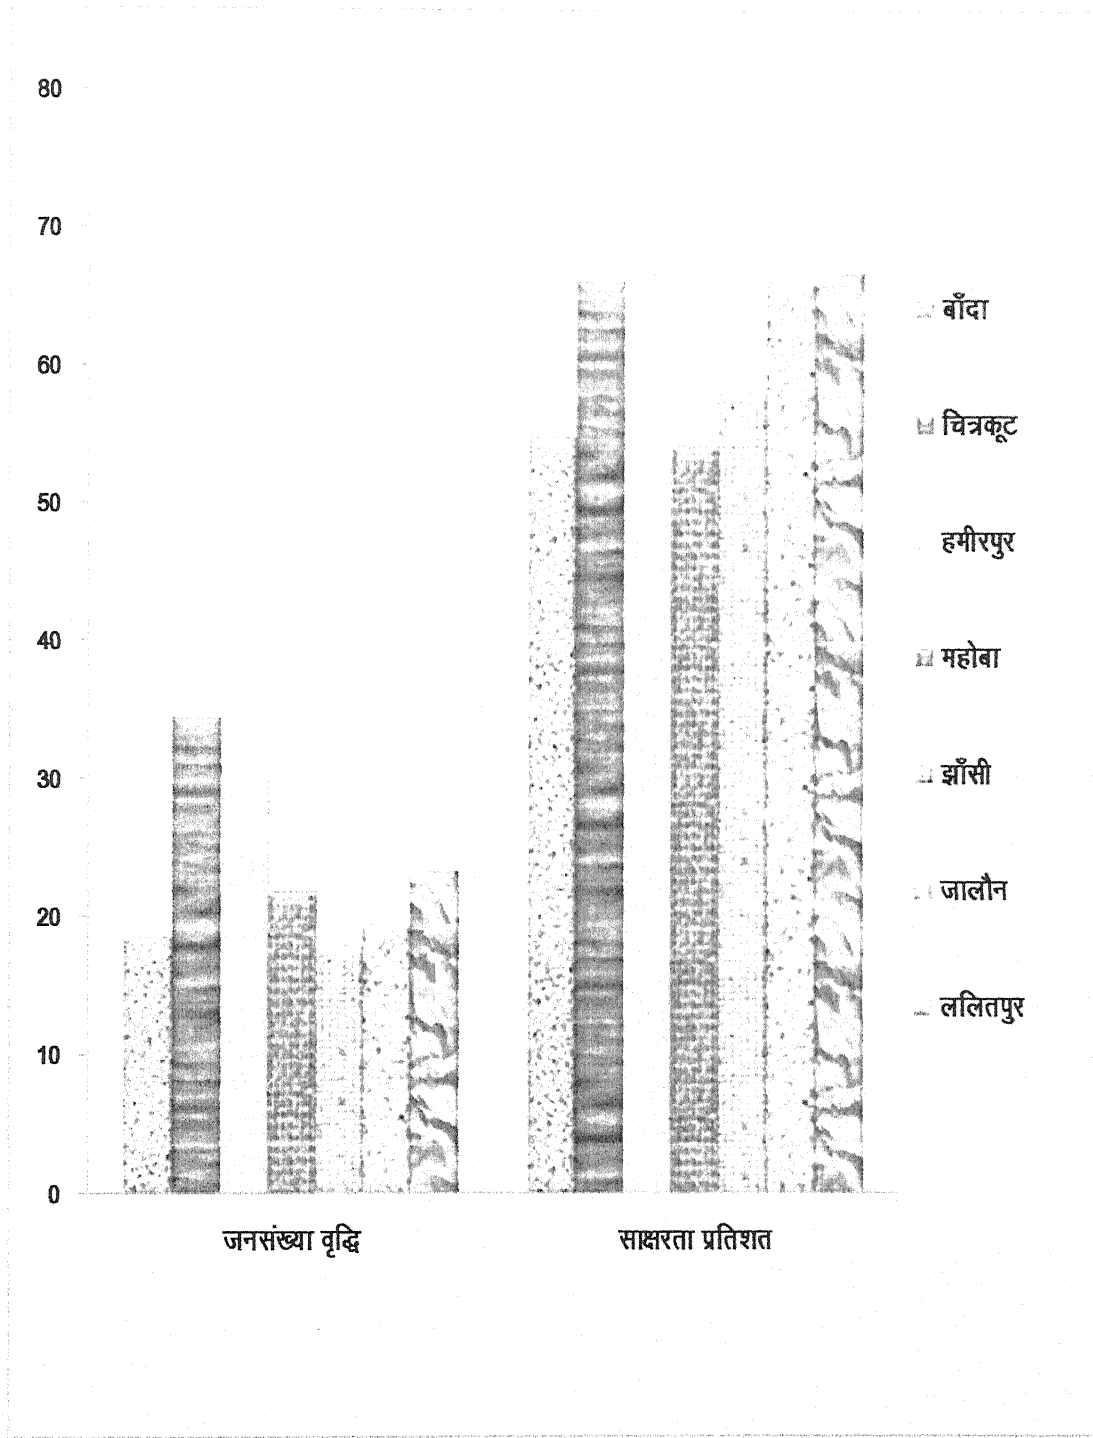 80
70
60
50
40
30
20
10
0
जनसंख्या वृद्धि
साक्षरता प्रतिशत
बाँदा
चित्रकूट
हमीरपुर
महोबा
झाँसी
जालौन
ललितपुर